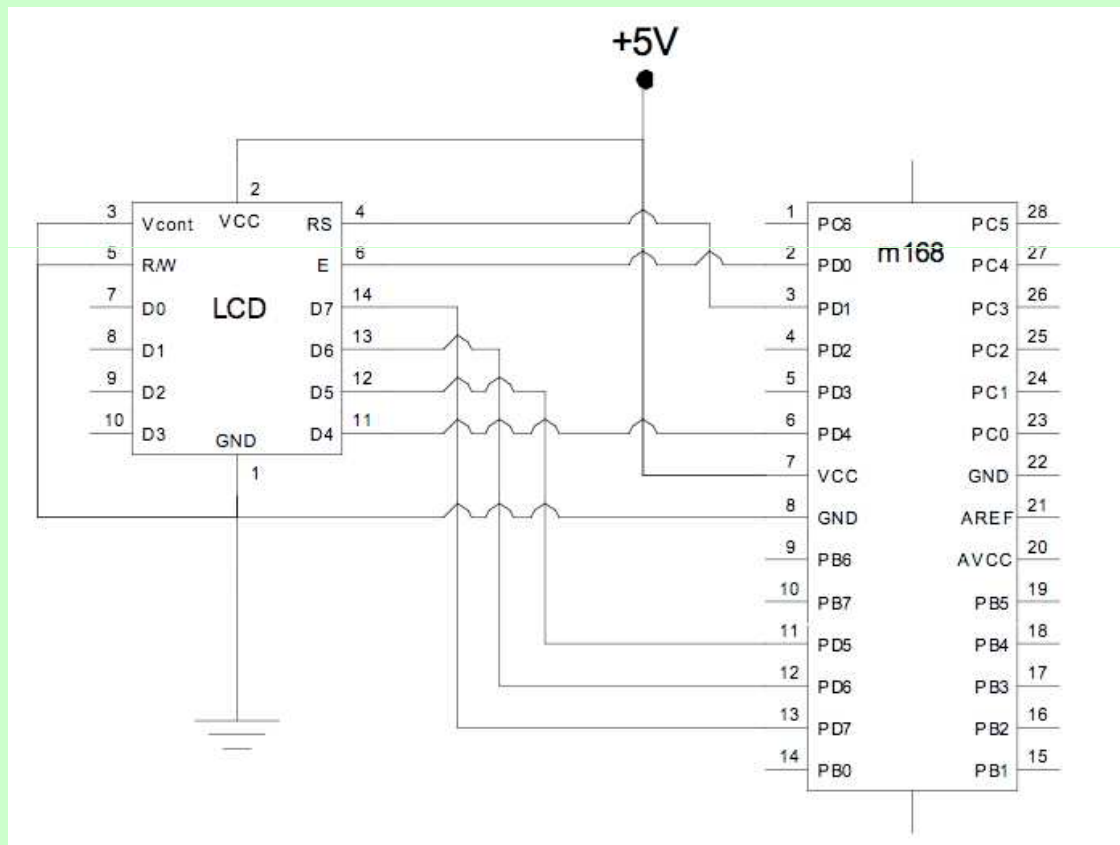 +5V
2
3 Vcont VCC RS 4
5 R/W E 6
7 D0 LCD D7 14
8 D1 D6 13
9 D2 D5 12
10 D3 GND D4 11
1
1 PC6 PC5 28
m168
2 PD0 PC4 27
3 PD1 PC3 26
4 PD2 PC2 25
5 PD3 PC1 24
6 PD4 PC0 23
7 VCC GND 22
8 GND AREF 21
9 PB6 AVCC 20
10 PB7 PB5 19
11 PD5 PB4 18
12 PD6 PB3 17
13 PD7 PB2 16
14 PB0 PB1 15